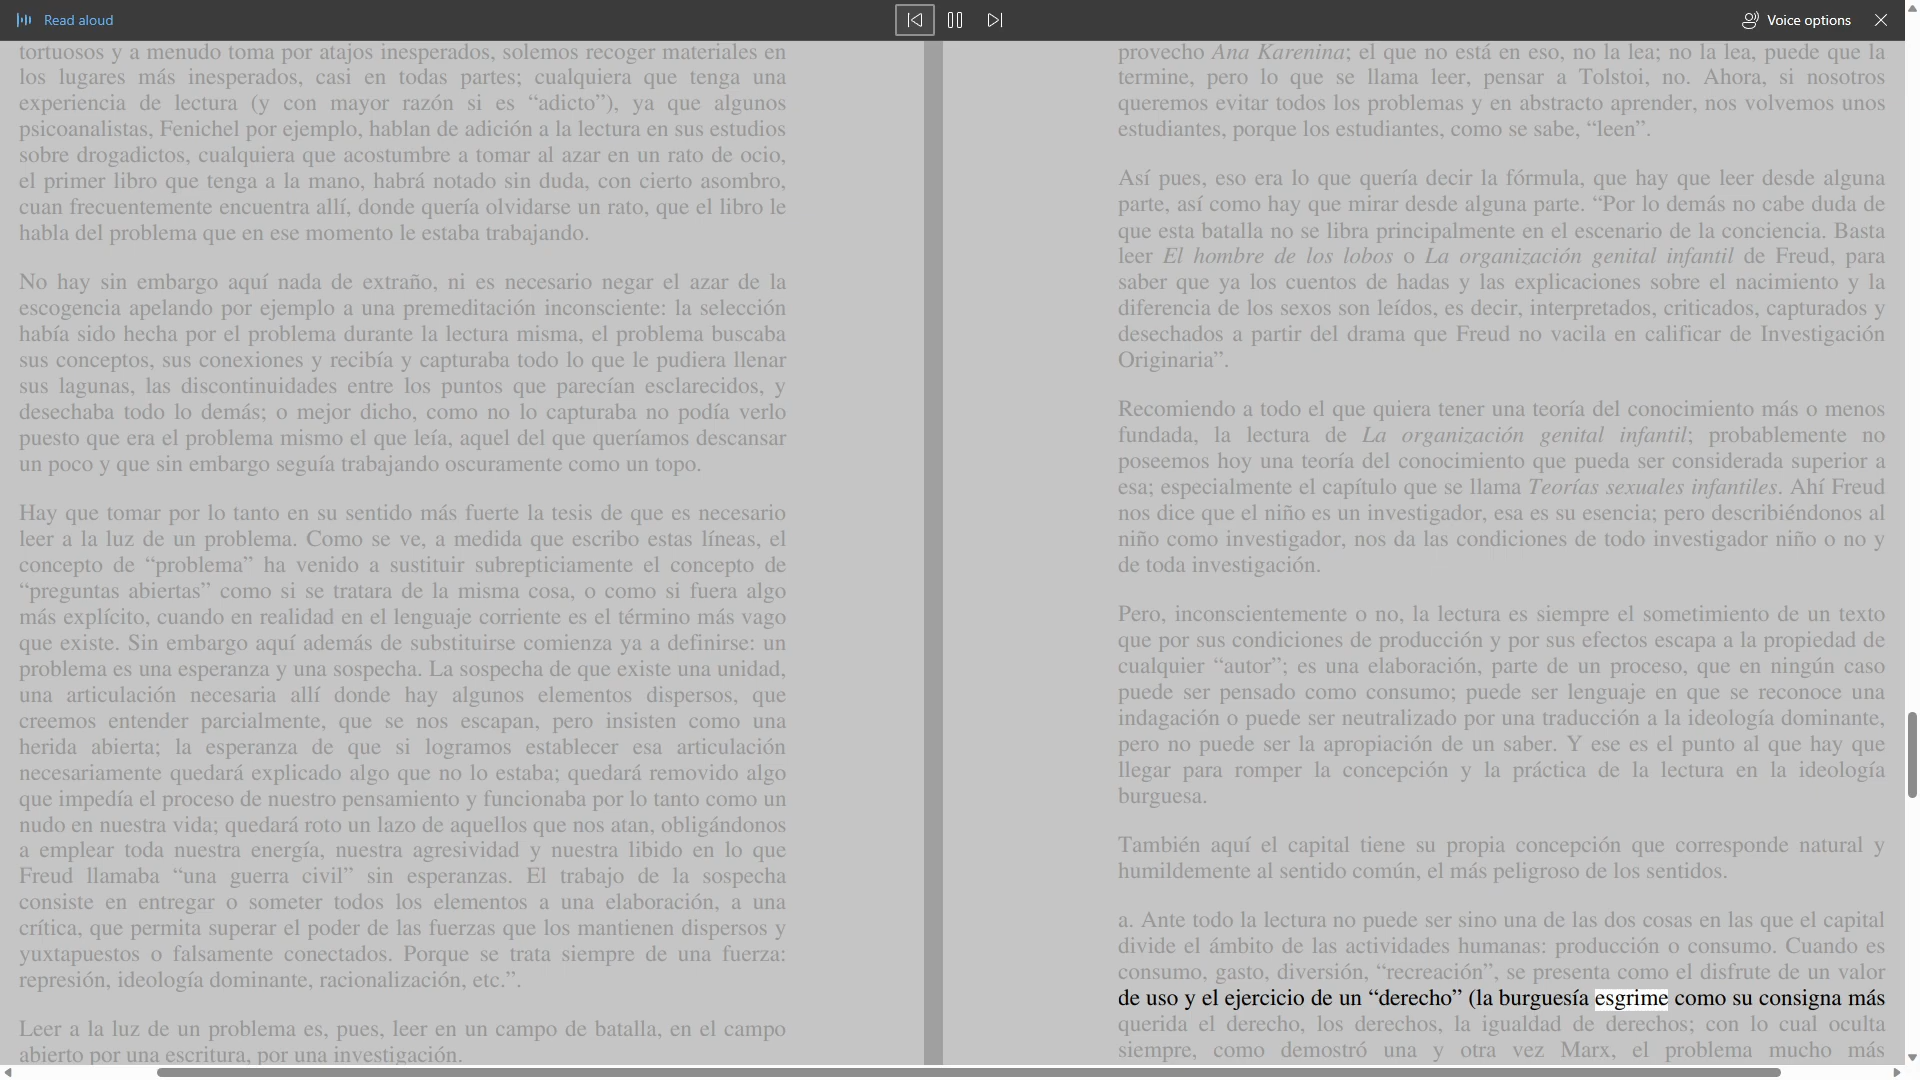 Read aloud
Voice options
tortuosos y a menudo toma por atajos inesperados, solemos recoger materiales en
los lugares más inesperados, casi en todas partes; cualquiera que tenga una
experiencia de lectura (y con mayor razón si es “adicto”), ya que algunos
psicoanalistas, Fenichel por ejemplo, hablan de adición a la lectura en sus estudios
sobre drogadictos, cualquiera que acostumbre a tomar al azar en un rato de ocio,
el primer libro que tenga a la mano, habrá notado sin duda, con cierto asombro,
cuan frecuentemente encuentra allí, donde quería olvidarse un rato, que el libro le
habla del problema que en ese momento le estaba trabajando.
No hay sin embargo aquí nada de extraño, ni es necesario negar el azar de la
escogencia apelando por ejemplo a una premeditación inconsciente: la selección
había sido hecha por el problema durante la lectura misma, el problema buscaba
sus conceptos, sus conexiones y recibía y capturaba todo lo que le pudiera llenar
sus lagunas, las discontinuidades entre los puntos que parecían esclarecidos, y
desechaba todo lo demás; o mejor dicho, como no lo capturaba no podía verlo
puesto que era el problema mismo el que leía, aquel del que queríamos descansar
un poco y que sin embargo seguía trabajando oscuramente como un topo.
Hay que tomar por lo tanto en su sentido más fuerte la tesis de que es necesario
leer a la luz de un problema. Como se ve, a medida que escribo estas líneas, el
concepto de “problema” ha venido a sustituir subrepticiamente el concepto de
“preguntas abiertas” como si se tratara de la misma cosa, o como si fuera algo
más explícito, cuando en realidad en el lenguaje corriente es el término más vago
que existe. Sin embargo aquí además de substituirse comienza ya a definirse: un
problema es una esperanza y una sospecha. La sospecha de que existe una unidad,
una articulación necesaria allí donde hay algunos elementos dispersos, que
creemos entender parcialmente, que se nos escapan, pero insisten como una
herida abierta; la esperanza de que si logramos establecer esa articulación
necesariamente quedará explicado algo que no lo estaba; quedará removido algo
que impedía el proceso de nuestro pensamiento y funcionaba por lo tanto como un
nudo en nuestra vida; quedará roto un lazo de aquellos que nos atan, obligándonos
a emplear toda nuestra energía, nuestra agresividad y nuestra libido en lo que
Freud llamaba “una guerra civil” sin esperanzas. El trabajo de la sospecha
consiste en entregar o someter todos los elementos a una elaboración, a una
crítica, que permita superar el poder de las fuerzas que los mantienen dispersos y
yuxtapuestos o falsamente conectados. Porque se trata siempre de una fuerza:
represión, ideología dominante, racionalización, etc.”.
Leer a la luz de un problema es, pues, leer en un campo de batalla, en el campo
abierto por una escritura, por una investigación.
provecho Ana Karenina; el que no está en eso, no la lea; no la lea, puede que la
termine, pero lo que se llama leer, pensar a Tolstoi, no. Ahora, si nosotros
queremos evitar todos los problemas y en abstracto aprender, nos volvemos unos
estudiantes, porque los estudiantes, como se sabe, “leen”.
Así pues, eso era lo que quería decir la fórmula, que hay que leer desde alguna
parte, así como hay que mirar desde alguna parte. “Por lo demás no cabe duda de
que esta batalla no se libra principalmente en el escenario de la conciencia. Basta
leer El hombre de los lobos o La organización genital infantil de Freud, para
saber que ya los cuentos de hadas y las explicaciones sobre el nacimiento y la
diferencia de los sexos son leídos, es decir, interpretados, criticados, capturados y
desechados a partir del drama que Freud no vacila en calificar de Investigación
Originaria”.
Recomiendo a todo el que quiera tener una teoría del conocimiento más o menos
fundada, la lectura de La organización genital infantil; probablemente no
poseemos hoy una teoría del conocimiento que pueda ser considerada superior a
esa; especialmente el capítulo que se llama Teorías sexuales infantiles. Ahí Freud
nos dice que el niño es un investigador, esa es su esencia; pero describiéndonos al
niño como investigador, nos da las condiciones de todo investigador niño o no y
de toda investigación.
Pero, inconscientemente o no, la lectura es siempre el sometimiento de un texto
que por sus condiciones de producción y por sus efectos escapa a la propiedad de
cualquier “autor”; es una elaboración, parte de un proceso, que en ningún caso
puede ser pensado como consumo; puede ser lenguaje en que se reconoce una
indagación o puede ser neutralizado por una traducción a la ideología dominante,
pero no puede ser la apropiación de un saber. Y ese es el punto al que hay que
llegar para romper la concepción y la práctica de la lectura en la ideología
burguesa.
También aquí el capital tiene su propia concepción que corresponde natural y
humildemente al sentido común, el más peligroso de los sentidos.
a. Ante todo la lectura no puede ser sino una de las dos cosas en las que el capital
divide el ámbito de las actividades humanas: producción o consumo. Cuando es
consumo, gasto, diversión, “recreación”, se presenta como el disfrute de un valor
de uso y el ejercicio de un “derecho” (la burguesía esgrime como su consigna más
querida el derecho, los derechos, la igualdad de derechos; con lo cual oculta
siempre, como demostró una y otra vez Marx, el problema mucho más